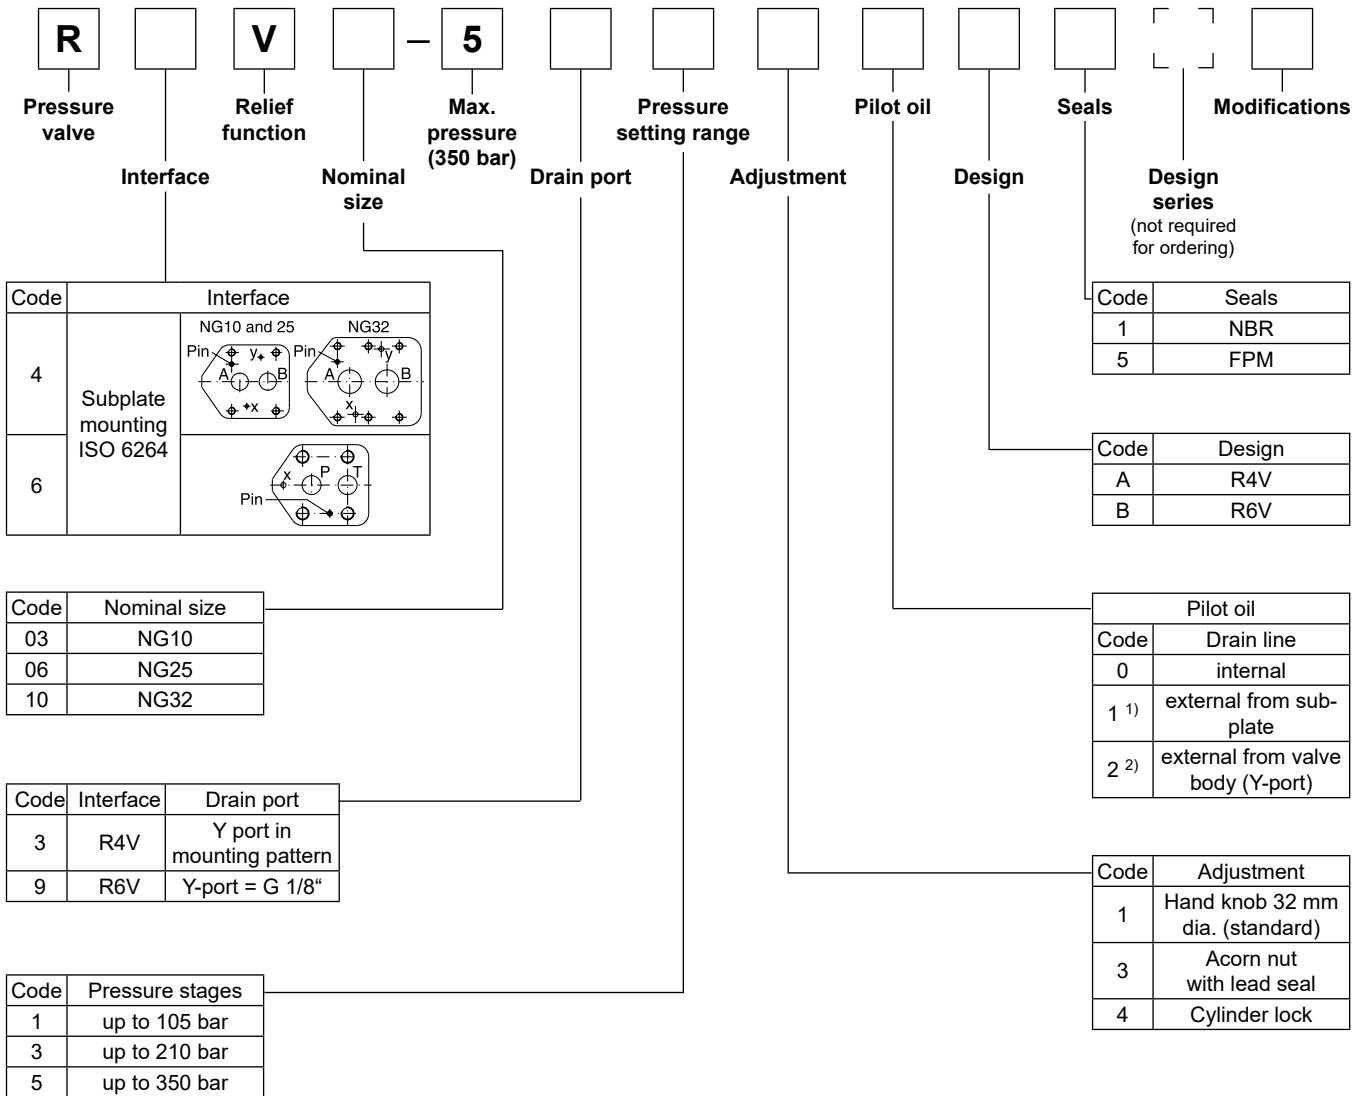 R V – 5
Pressure
valve
Relief
function
Max.
pressure
(350 bar)
Pressure
setting range
Pilot oil
Seals
Modifications
Interface
Nominal
size
Drain port
Adjustment
Design
Design
series
(not required
for ordering)
Code Interface
4
Subplate
mounting
ISO 6264
NG10 and 25
Pin
y
A B
x
NG32
Pin
y
A B
x
6
x P T
Pin
Code Nominal size
03 NG10
06 NG25
10 NG32
Code Interface Drain port
3 R4V Y port in
mounting pattern
9 R6V Y-port = G 1/8“
Code Pressure stages
1 up to 105 bar
3 up to 210 bar
5 up to 350 bar
Code Seals
1 NBR
5 FPM
Code Design
A R4V
B R6V
Pilot oil
Code Drain line
0 internal
1 1) external from sub-
plate
2 2) external from valve
body (Y-port)
Code Adjustment
1 Hand knob 32 mm
dia. (standard)
3 Acorn nut
with lead seal
4 Cylinder lock